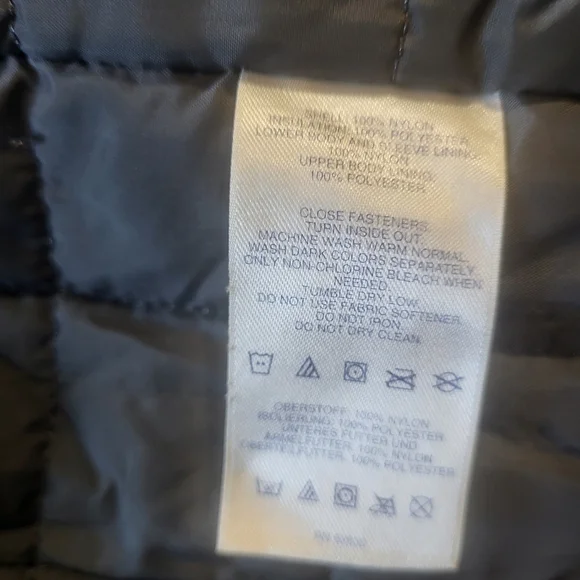 SHELL: 100% NYLON
INSULATION: 100% POLYESTER
LOWER BODY AND SLEEVE LINING:
100% NYLON
UPPER BODY LINING:
100% POLYESTER
CLOSE FASTENERS.
TURN INSIDE OUT.
MACHINE WASH WARM NORMAL.
WASH DARK COLORS SEPARATELY.
ONLY NON-CHLORINE BLEACH WHEN
NEEDED.
TUMBLE DRY LOW.
DO NOT USE FABRIC SOFTENER.
DO NOT IRON.
DO NOT DRY CLEAN.
OBERSTOFF: 100% NYLON
ISOLIERUNG: 100% POLYESTER
UNTERES FUTTER UND
ÄRMELFUTTER: 100% NYLON
OBERTEILFUTTER: 100% POLYESTER
RN